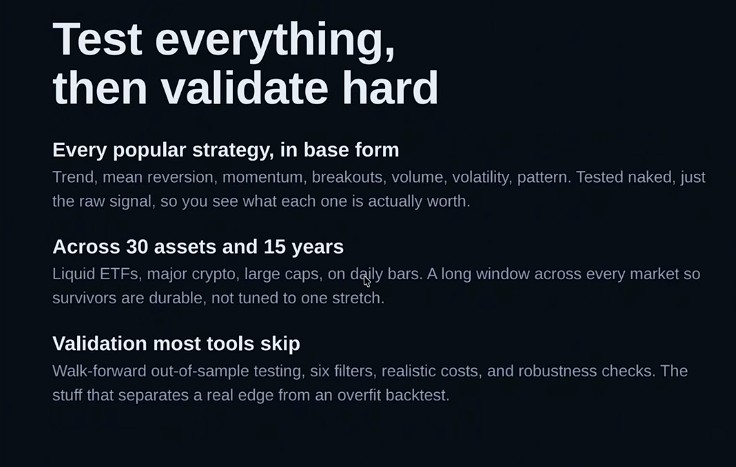 Test everything,
then validate hard
Every popular strategy, in base form
Trend, mean reversion, momentum, breakouts, volume, volatility, pattern. Tested naked, just
the raw signal, so you see what each one is actually worth.
Across 30 assets and 15 years
Liquid ETFs, major crypto, large caps, on daily bars. A long window across every market so
survivors are durable, not tuned to one stretch.
Validation most tools skip
Walk-forward out-of-sample testing, six filters, realistic costs, and robustness checks. The
stuff that separates a real edge from an overfit backtest.